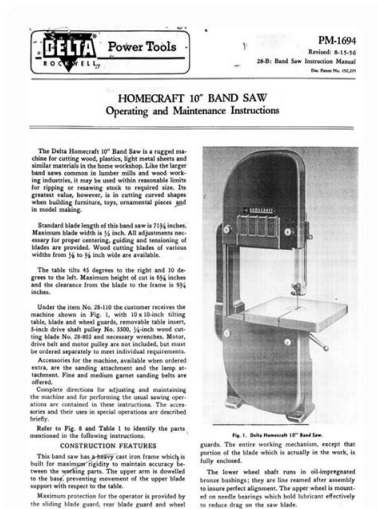 DELTA
ROCKWELL
Power Tools
PM-1694
Revised: 8-15-56
28-B: Band Saw Instruction Manual
HOMECRAFT 10" BAND SAW
Operating and Maintenance Instructions
The Delta Homecraft 10" Band Saw is a rugged ma-
chine for cutting wood, plastics, light metal sheets and
similar materials in the home workshop. Like the larger
band saws common in lumber mills and wood work-
ing industries, it may be used within reasonable limits
for ripping or resawing stock to required size. Its
greatest value, however, is in cutting curved shapes
when building furniture, toys, ornamental pieces and
in model making.
Standard blade length of this band saw is 71¾ inches.
Maximum blade width is ½ inch. All adjustments nec-
essary for proper centering, guiding and tensioning of
blades are provided. Wood cutting blades of various
widths from to inch wide are available.
The table tilts 45 degrees to the right and 10 de-
grees to the left. Maximum height of cut is inches
and the clearance from the blade to the frame is
inches.
Under the item No. 28-110 the customer receives the
machine shown in Fig. 1, with 10 x 10-inch tilting
table, blade and wheel guards, removable table insert,
5-inch drive shaft pulley No. 5500, ¼-inch wood cut-
ting blade No. 28-803 and necessary wrenches. Motor,
drive belt and motor pulley are not included, but must
be ordered separately to meet individual requirements.
Accessories for the machine, available when ordered
extra, are the sanding attachment and the lamp at-
tachment. Fine and medium garnet sanding belts are
offered.
Complete directions for adjusting and maintaining
the machine and for performing the usual sawing oper-
ations are contained in these instructions. The acces-
sories and their uses in special operations are described
briefly.
Refer to Fig. 8 and Table 1 to identify the parts
mentioned in the following instructions.
CONSTRUCTION FEATURES
This band saw has a heavy cast iron frame which is
built for maximum rigidity to maintain accuracy be-
tween the working parts. The upper arm is dowelled
to the base, preventing movement of the upper blade
support with respect to the table.
Maximum protection for the operator is provided by
the sliding blade guard, rear blade guard and wheel
HOMECRAFT
Fig. 1. Delta Homecraft 10" Band Saw.
guards. The entire working mechanism, except that
portion of the blade which is actually in the work, is
fully enclosed.
The lower wheel shaft runs in oil-impregnated
bronze bushings; they are line reamed after assembly
to insure perfect alignment. The upper wheel is mount-
ed on needle bearings which hold lubricant effectively
to reduce drag on the saw blade.